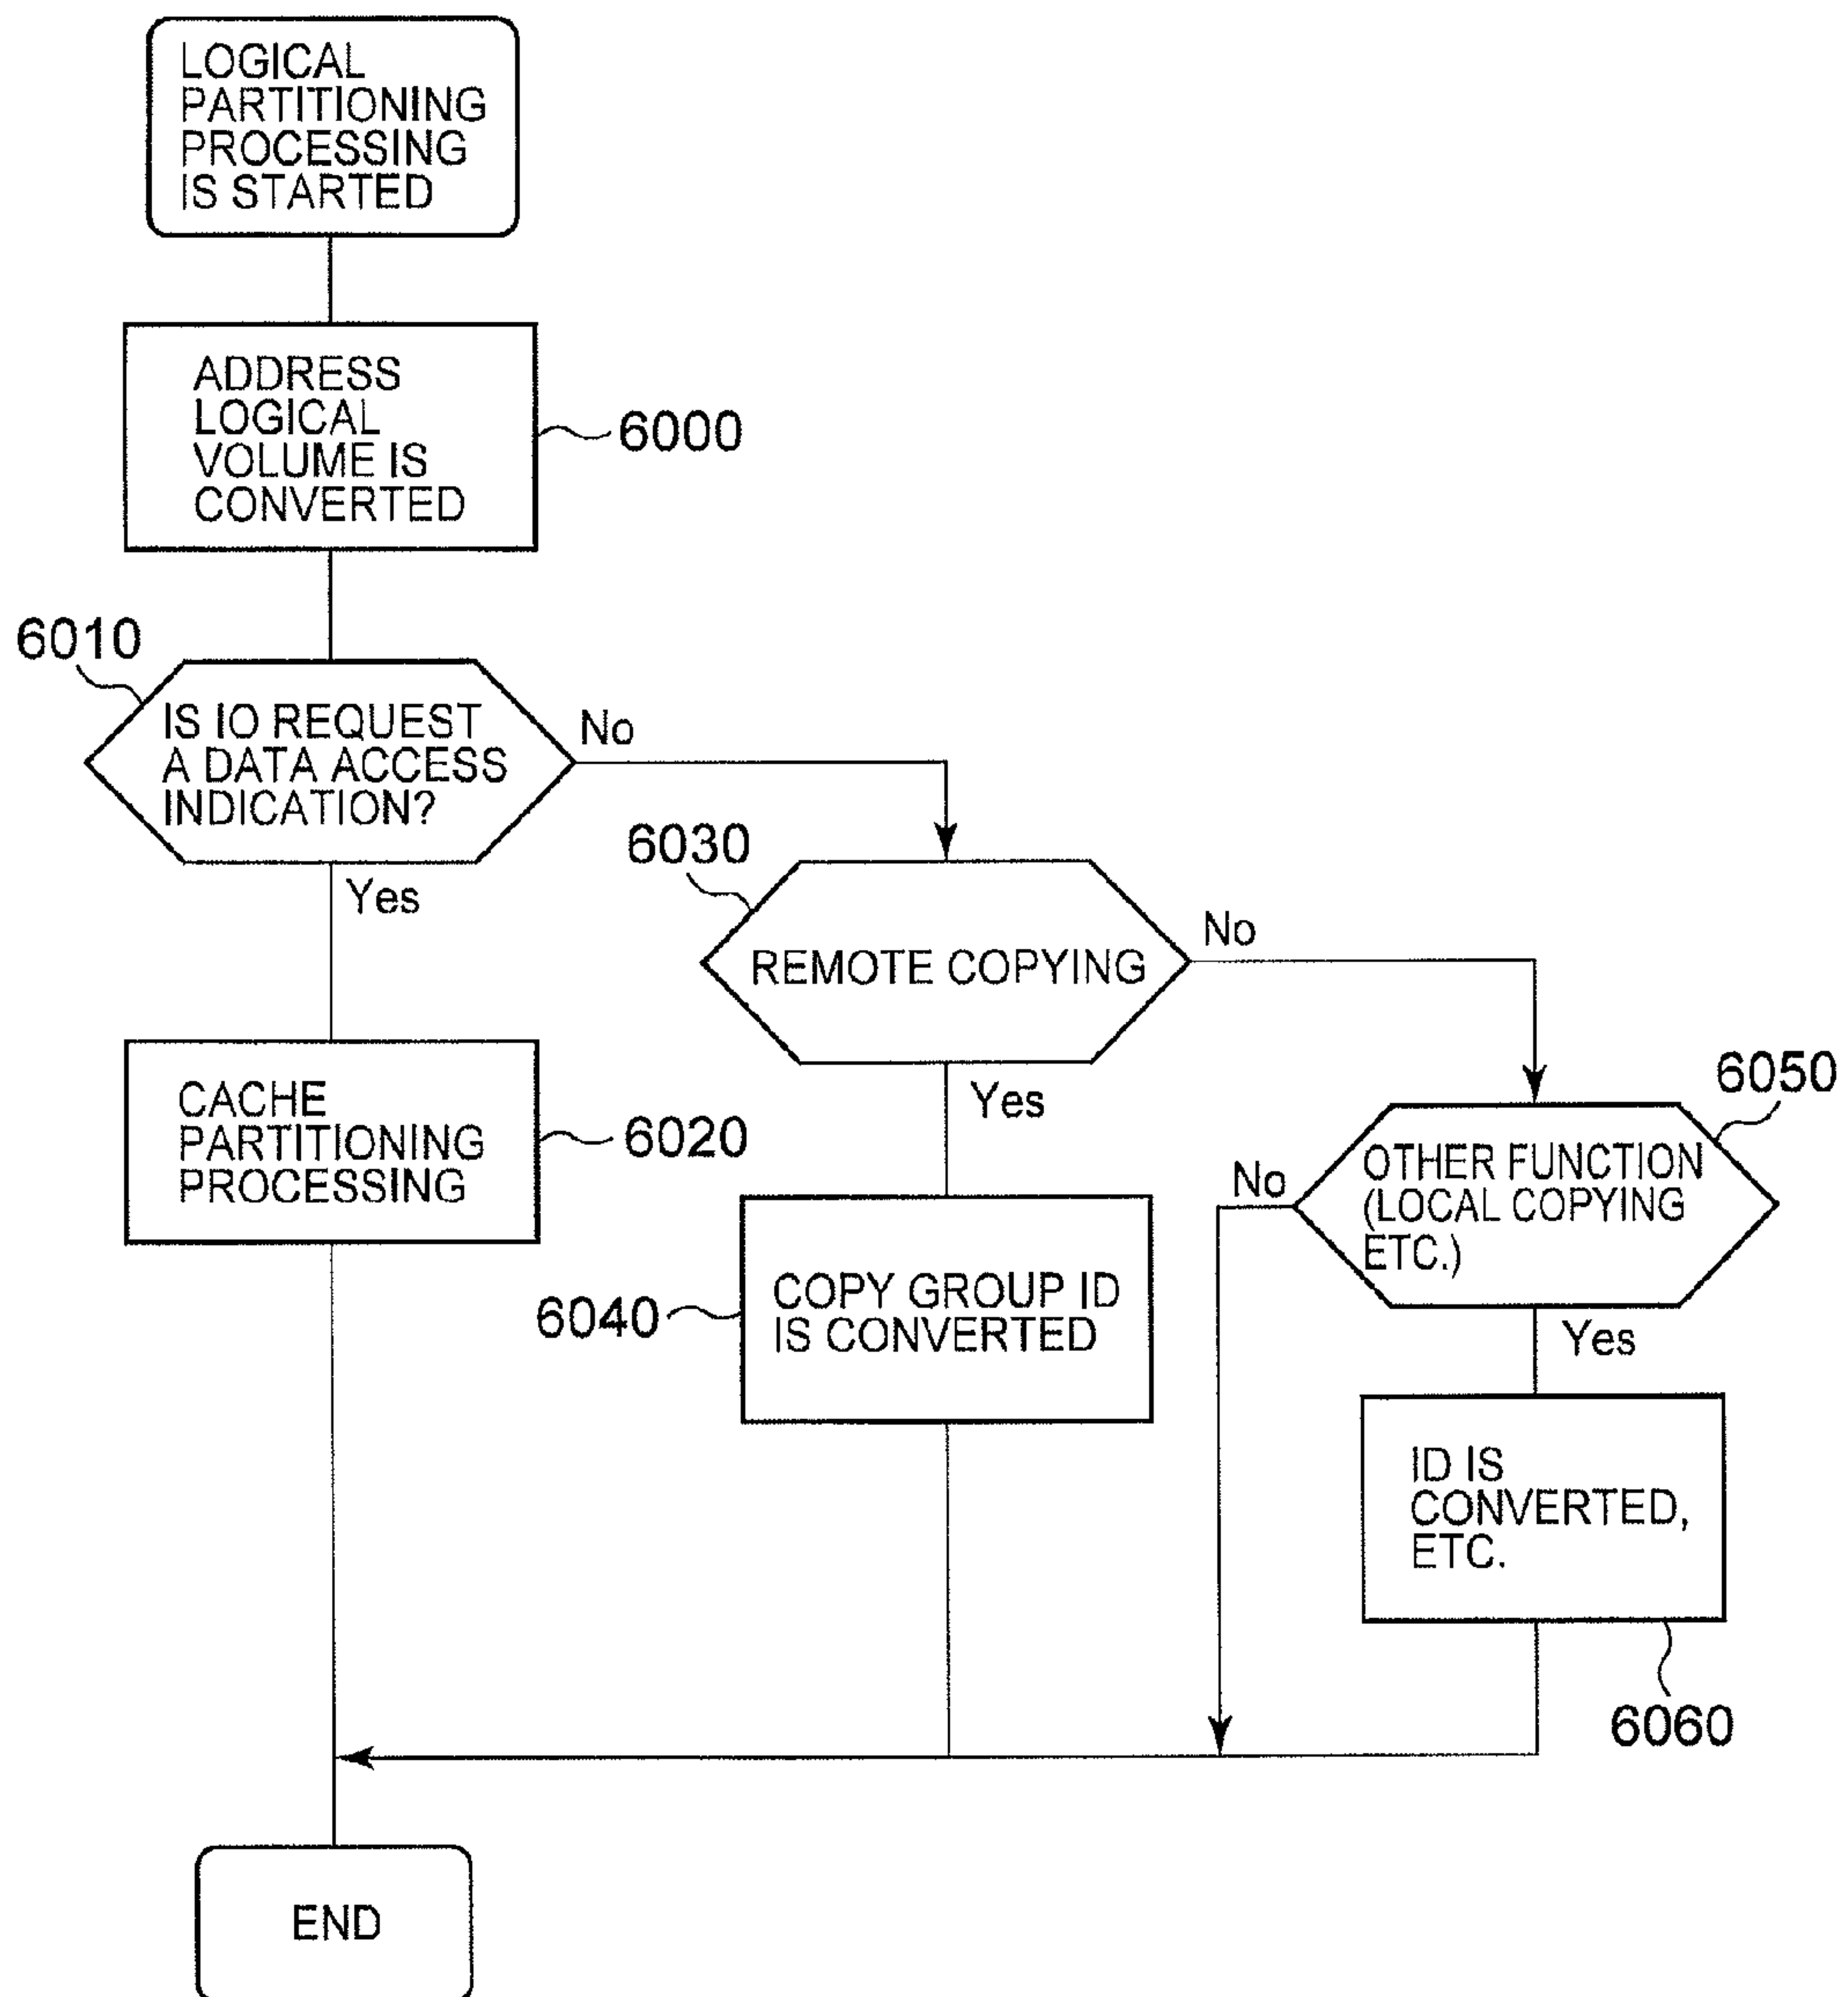 LOGICAL
PARTITIONING
PROCESSING
IS STARTED
ADDRESS
LOGICAL
VOLUME IS
CONVERTED
6000
6010
IS IO REQUEST
A DATA ACCESS
INDICATION?
No
Yes
6030
REMOTE COPYING
No
Yes
CACHE
PARTITIONING
PROCESSING
6020
6050
OTHER FUNCTION
(LOCAL COPYING
ETC.)
No
Yes
6040
COPY GROUP ID
IS CONVERTED
ID IS
CONVERTED,
ETC.
6060
END